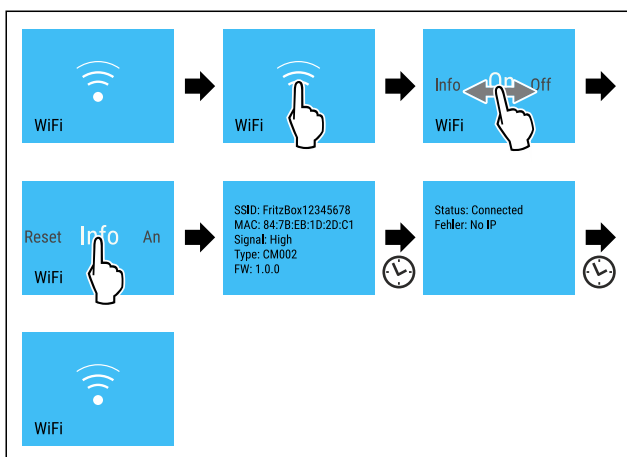 WiFi
WiFi
Info On Off
WiFi
Reset Info An
WiFi
SSID: FritzBox12345678
MAC: 84:7B:EB:1D:2D:C1
Signal: High
Type: CM002
FW: 1.0.0
Status: Connected
Fehler: No IP
WiFi